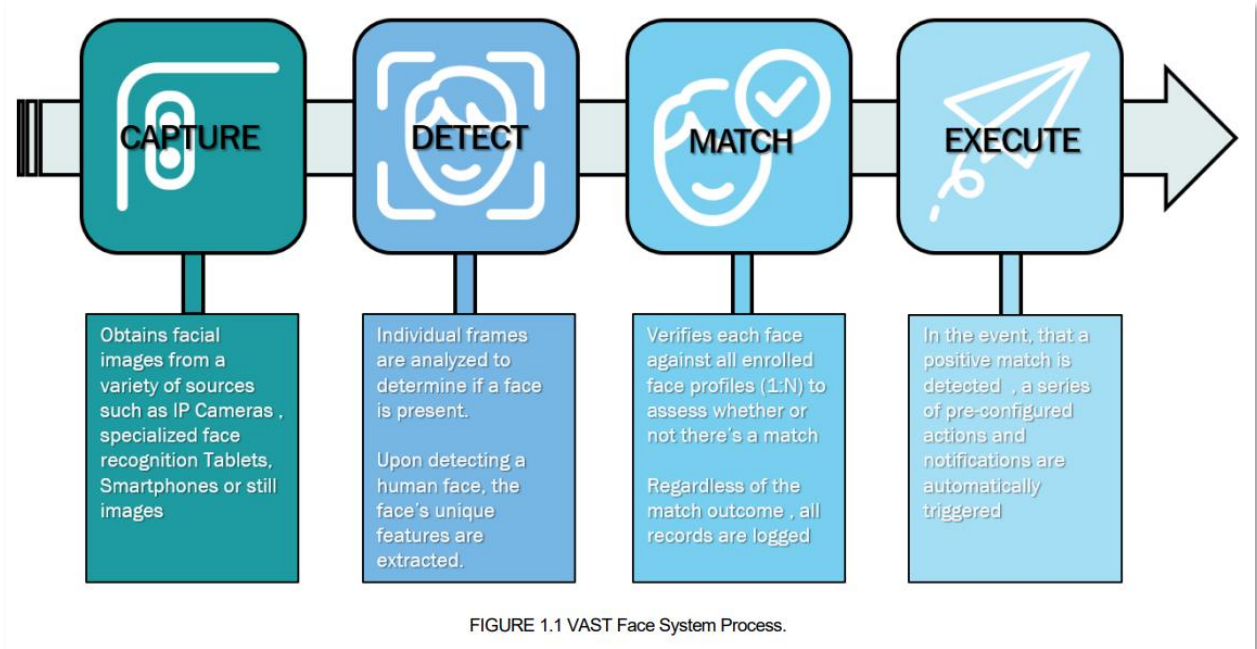 CAPTURE
DETECT
MATCH
EXECUTE
Obtains facial
images from a
variety of sources
such as IP Cameras ,
specialized face
recognition Tablets,
Smartphones or still
images
Individual frames
are analyzed to
determine if a face
is present.
Upon detecting a
human face, the
face's unique
features are
extracted.
Verifies each face
against all enrolled
face profiles (1:N) to
assess whether or
not there's a match
Regardless of the
match outcome , all
records are logged
In the event, that a
positive match is
detected , a series
of pre-configured
actions and
notifications are
automatically
triggered
FIGURE 1.1 VAST Face System Process.